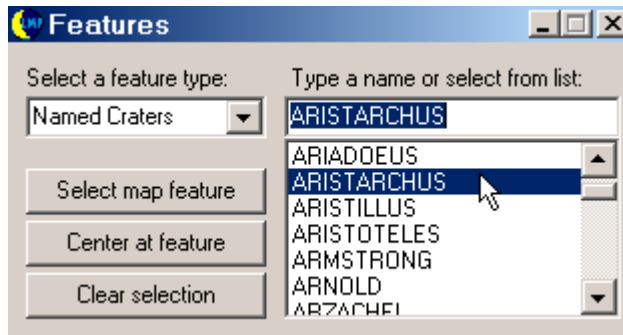 Features
Select a feature type:
Named Craters
Select map feature
Center at feature
Clear selection
Type a name or select from list:
ARISTARCHUS
ARIADOEUS
ARISTARCHUS
ARISTILLUS
ARISTOTELES
ARMSTRONG
ARNOLD
ARZACHEL